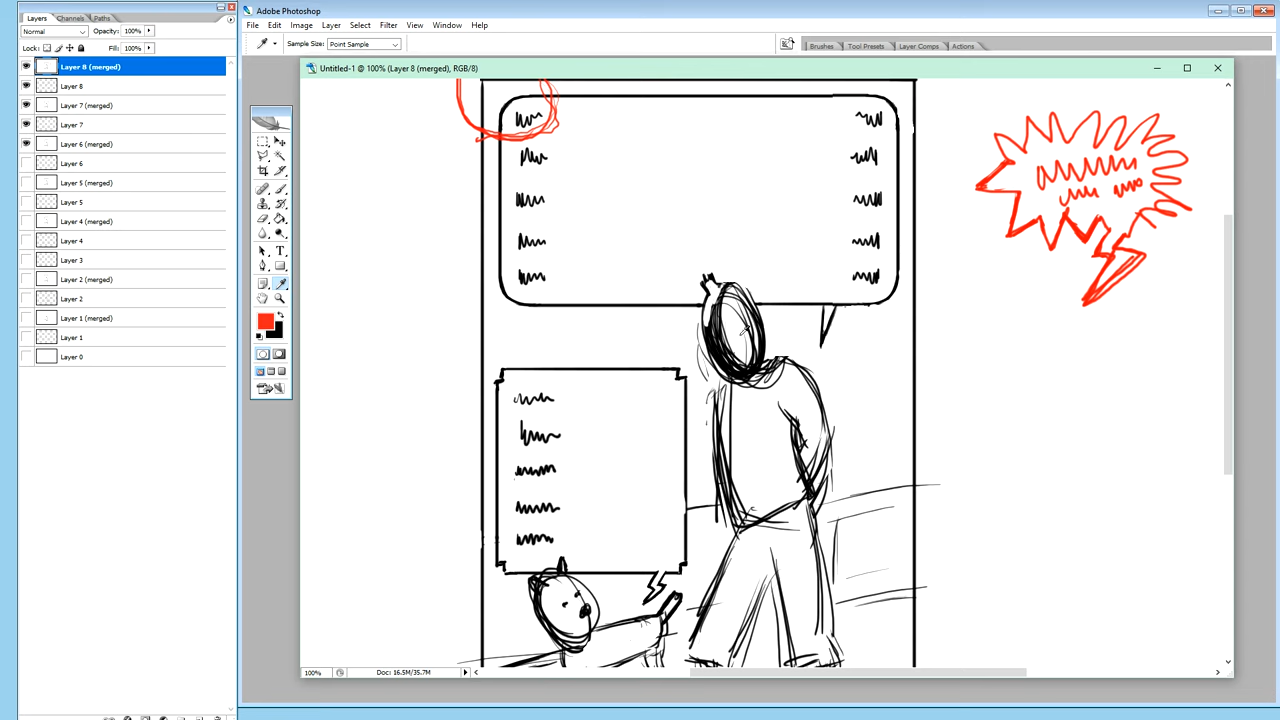 Adobe Photoshop
Layers Channels Paths
File Edit Image Layer Select Filter View Window Help
Normal Opacity: 100%
Sample Size: Point Sample
Brushes Tool Presets Layer Comps Actions
Lock: Fill: 100%
Untitled-1 @ 100% (Layer 8 (merged), RGB/8)
Layer 8 (merged)
Layer 8
Layer 7 (merged)
Layer 7
Layer 6 (merged)
Layer 6
Layer 5 (merged)
Layer 5
Layer 4 (merged)
Layer 4
Layer 3
Layer 2 (merged)
Layer 2
Layer 1 (merged)
Layer 1
Layer 0
T
100% Doc: 16.5M/35.7M